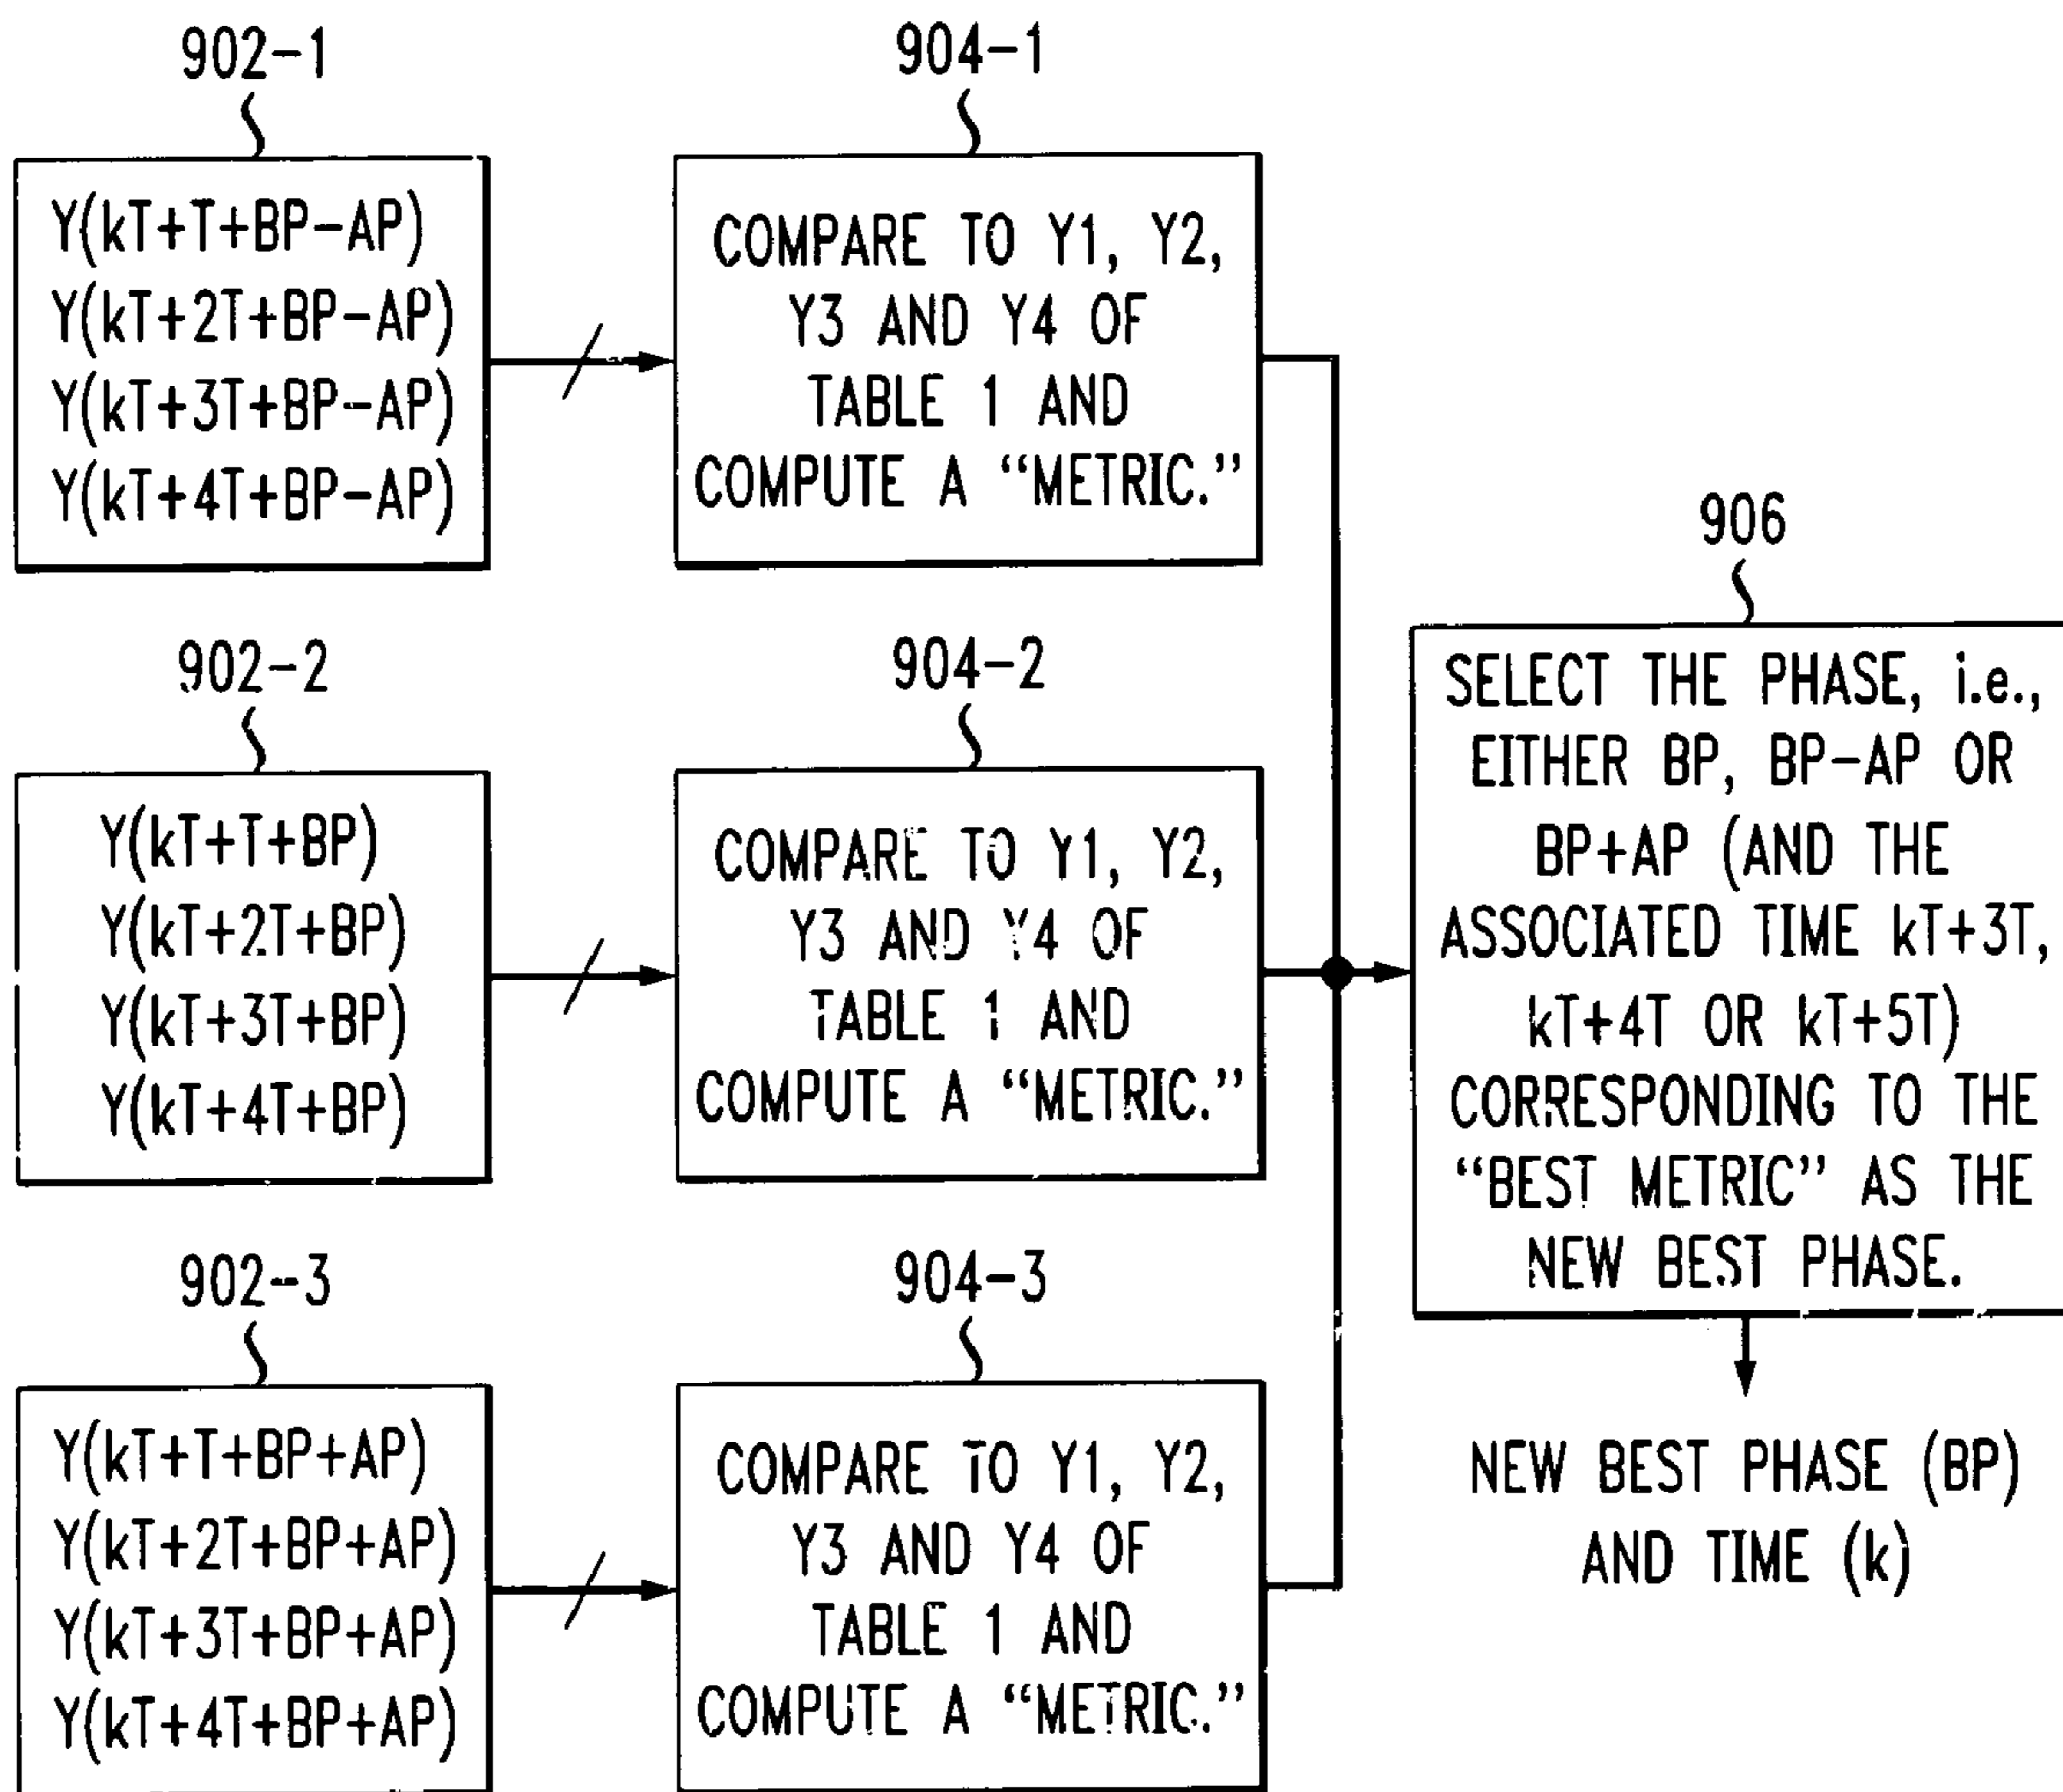 902-1
Y(kT+T+BP-AP)
Y(kT+2T+BP-AP)
Y(kT+3T+BP-AP)
Y(kT+4T+BP-AP)
904-1
COMPARE TO Y1, Y2,
Y3 AND Y4 OF
TABLE 1 AND
COMPUTE A “METRIC.”
902-2
Y(kT+T+BP)
Y(kT+2T+BP)
Y(kT+3T+BP)
Y(kT+4T+BP)
904-2
COMPARE TO Y1, Y2,
Y3 AND Y4 OF
TABLE 1 AND
COMPUTE A “METRIC.”
902-3
Y(kT+T+BP+AP)
Y(kT+2T+BP+AP)
Y(kT+3T+BP+AP)
Y(kT+4T+BP+AP)
904-3
COMPARE TO Y1, Y2,
Y3 AND Y4 OF
TABLE 1 AND
COMPUTE A “METRIC.”
906
SELECT THE PHASE, i.e.,
EITHER BP, BP-AP OR
BP+AP (AND THE
ASSOCIATED TIME kT+3T,
kT+4T OR kT+5T)
CORRESPONDING TO THE
“BEST METRIC” AS THE
NEW BEST PHASE.
NEW BEST PHASE (BP)
AND TIME (k)